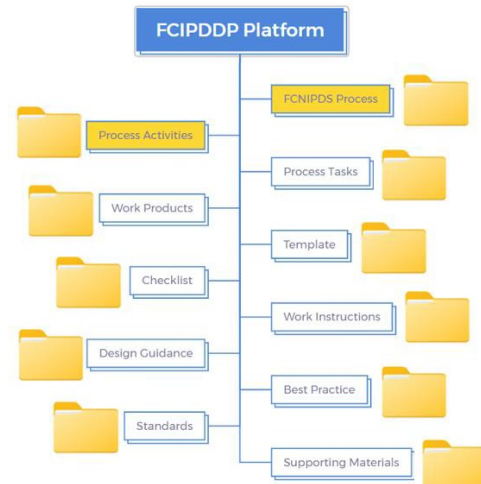 FCIPDDP Platform
FCNIPDS Process
Process Activities
Process Tasks
Work Products
Template
Checklist
Work Instructions
Design Guidance
Best Practice
Standards
Supporting Materials